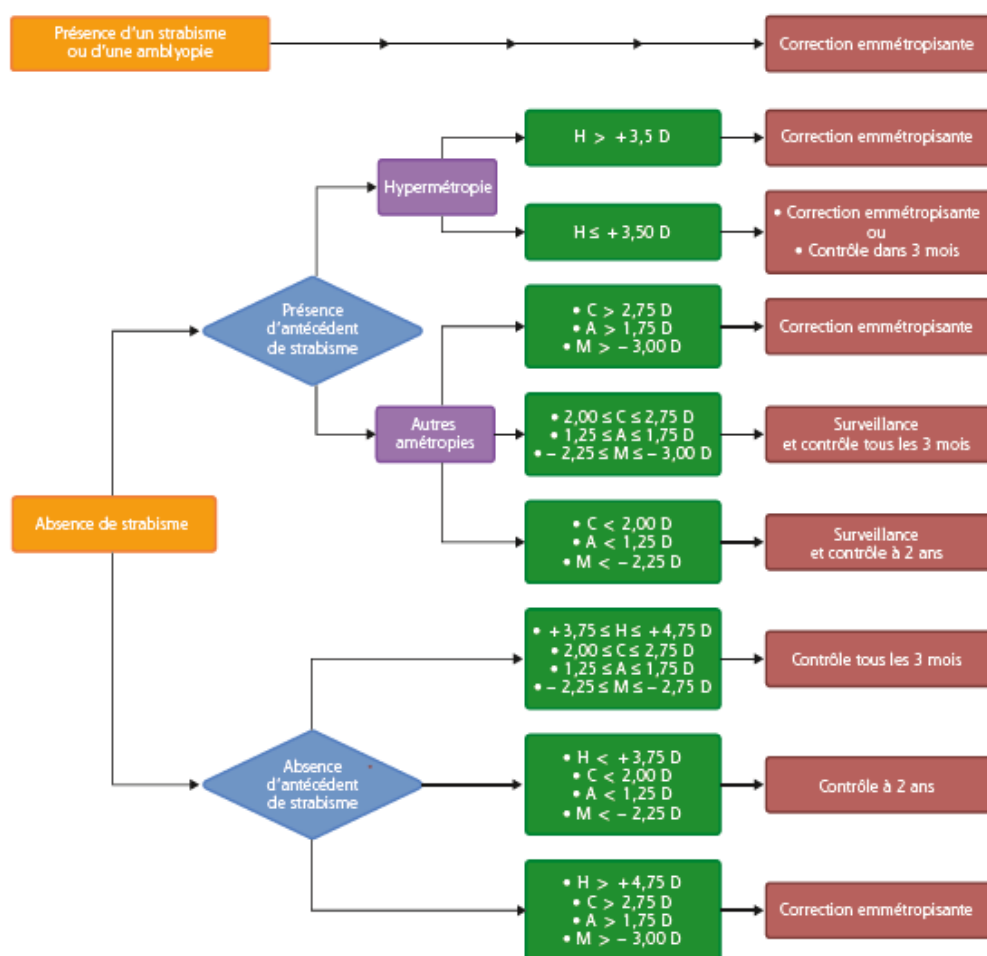 Présence d'un strabisme
ou d'une amblyopie
Correction emmétropisante
H > +3,5 D
Correction emmétropisante
Hypermétropie
H ≤ +3,50 D
• Correction emmétropisante
ou
• Contrôle dans 3 mois
Présence
d'antécédent
de strabisme
• C > 2,75 D
• A > 1,75 D
• M > – 3,00 D
Correction emmétropisante
Autres
amétropies
• 2,00 ≤ C ≤ 2,75 D
• 1,25 ≤ A ≤ 1,75 D
• – 2,25 ≤ M ≤ – 3,00 D
Surveillance
et contrôle tous les 3 mois
Absence de strabisme
• C < 2,00 D
• A < 1,25 D
• M < – 2,25 D
Surveillance
et contrôle à 2 ans
• +3,75 ≤ H ≤ +4,75 D
• 2,00 ≤ C ≤ 2,75 D
• 1,25 ≤ A ≤ 1,75 D
• – 2,25 ≤ M ≤ – 2,75 D
Contrôle tous les 3 mois
Absence
d'antécédent
de strabisme
• H < +3,75 D
• C < 2,00 D
• A < 1,25 D
• M < – 2,25 D
Contrôle à 2 ans
• H > +4,75 D
• C > 2,75 D
• A > 1,75 D
• M > – 3,00 D
Correction emmétropisante